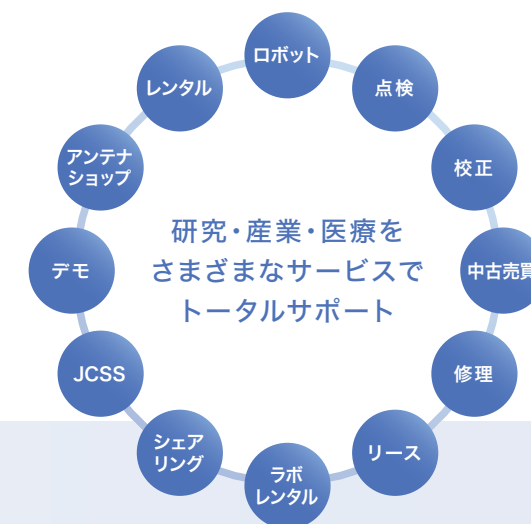 ロボット
点検
校正
中古売買
修理
リース
ラボ
レンタル
シェア
リング
JCSS
デモ
アンテナ
ショップ
レンタル
研究・産業・医療を
さまざまなサービスで
トータルサポート